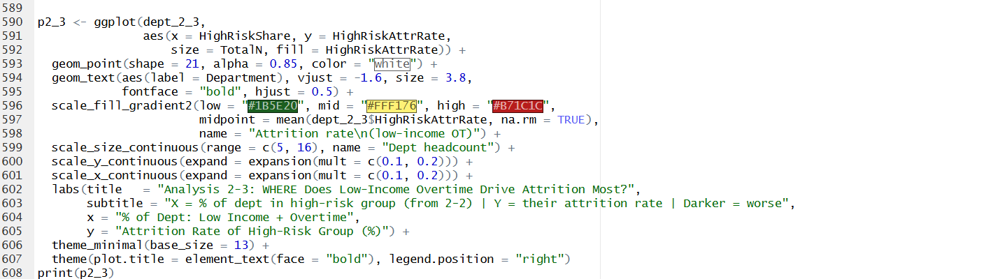 589
590 p2_3 <- ggplot(dept_2_3,
591                aes(x = HighRiskShare, y = HighRiskAttrRate,
592                    size = TotalN, fill = HighRiskAttrRate)) +
593   geom_point(shape = 21, alpha = 0.85, color = "white") +
594   geom_text(aes(label = Department), vjust = -1.6, size = 3.8,
595             fontface = "bold", hjust = 0.5) +
596   scale_fill_gradient2(low = "#1B5E20", mid = "#FFF176", high = "#B71C1C",
597                        midpoint = mean(dept_2_3$HighRiskAttrRate, na.rm = TRUE),
598                        name = "Attrition rate\n(low-income OT)") +
599   scale_size_continuous(range = c(5, 16), name = "Dept headcount") +
600   scale_y_continuous(expand = expansion(mult = c(0.1, 0.2))) +
601   scale_x_continuous(expand = expansion(mult = c(0.1, 0.2))) +
602   labs(title   = "Analysis 2-3: WHERE Does Low-Income Overtime Drive Attrition Most?",
603        subtitle = "X = % of dept in high-risk group (from 2-2) | Y = their attrition rate | Darker = worse",
604        x = "% of Dept: Low Income + Overtime",
605        y = "Attrition Rate of High-Risk Group (%)") +
606   theme_minimal(base_size = 13) +
607   theme(plot.title = element_text(face = "bold"), legend.position = "right")
608 print(p2_3)